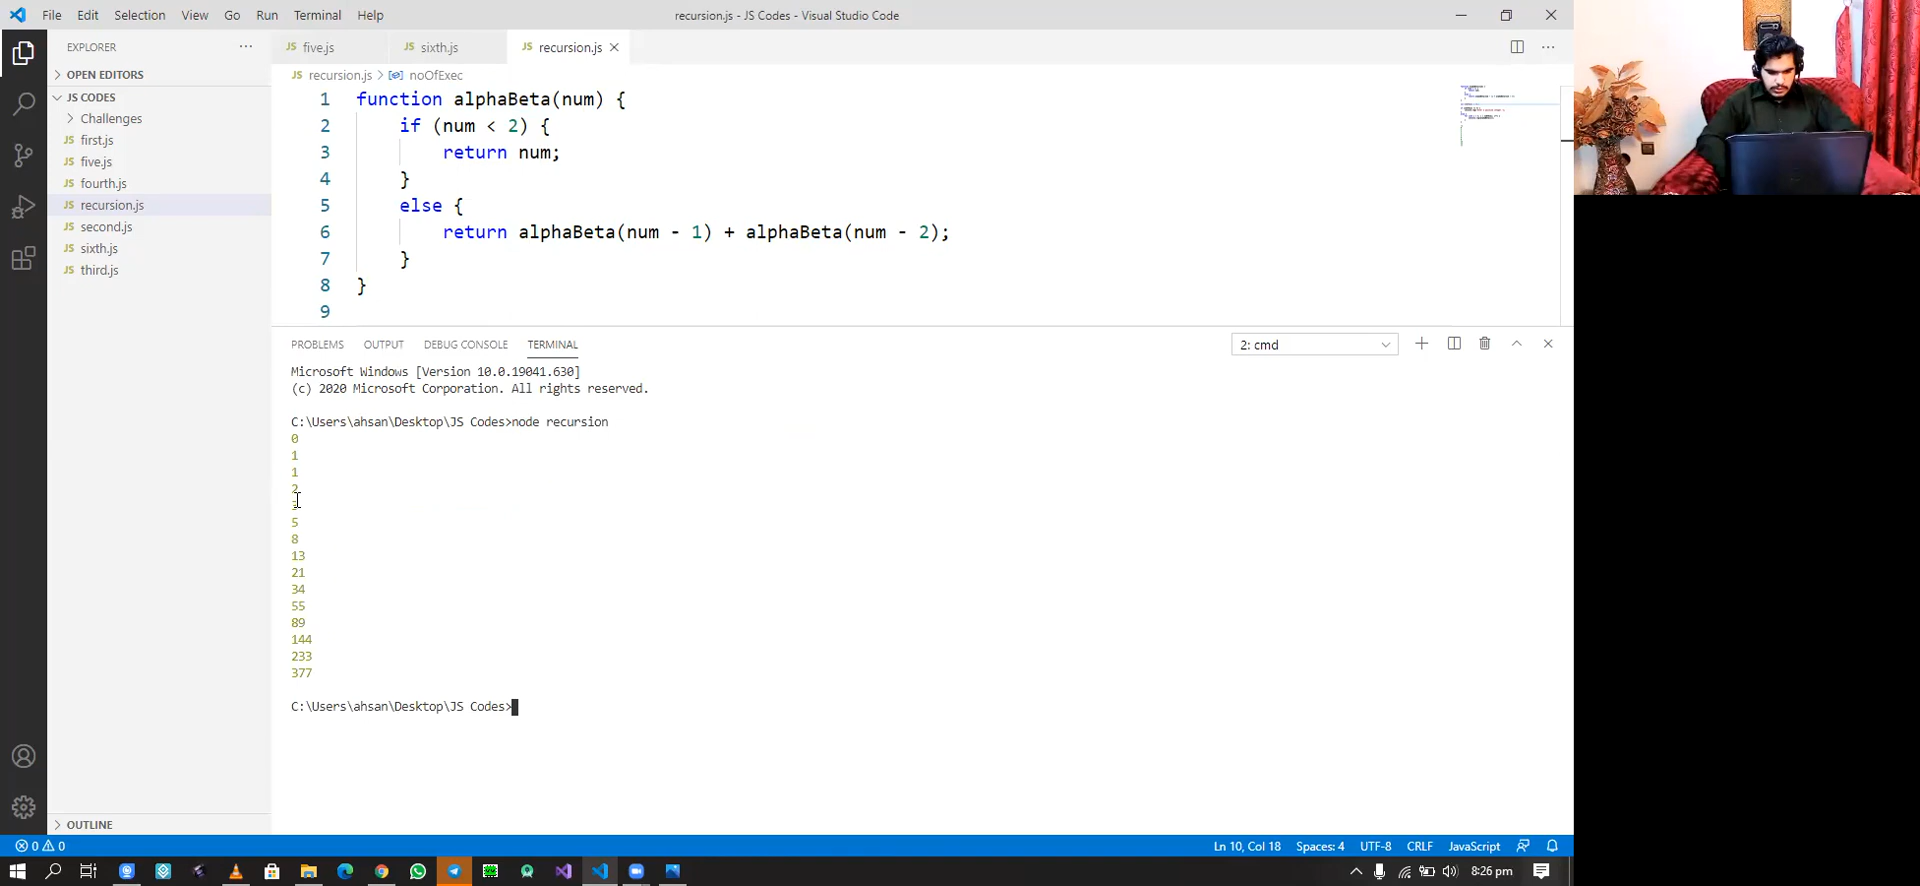 File Edit Selection View Go Run Terminal Help
recursion.js - JS Codes - Visual Studio Code
EXPLORER
OPEN EDITORS
JS CODES
Challenges
JS first.js
JS five.js
JS fourth.js
JS recursion.js
JS second.js
JS sixth.js
JS third.js
OUTLINE
JS five.js
JS sixth.js
JS recursion.js
JS recursion.js > noOfExec
1 function alphaBeta(num) {
2 if (num < 2) {
3 return num;
4 }
5 else {
6 return alphaBeta(num - 1) + alphaBeta(num - 2);
7 }
8 }
9
PROBLEMS OUTPUT DEBUG CONSOLE TERMINAL
2: cmd
Microsoft Windows [Version 10.0.19041.630]
(c) 2020 Microsoft Corporation. All rights reserved.
C:\Users\ahsan\Desktop\JS Codes>node recursion
0
1
1
2
3
5
8
13
21
34
55
89
144
233
377
C:\Users\ahsan\Desktop\JS Codes>
0 0
Ln 10, Col 18 Spaces: 4 UTF-8 CRLF JavaScript
8:26 pm